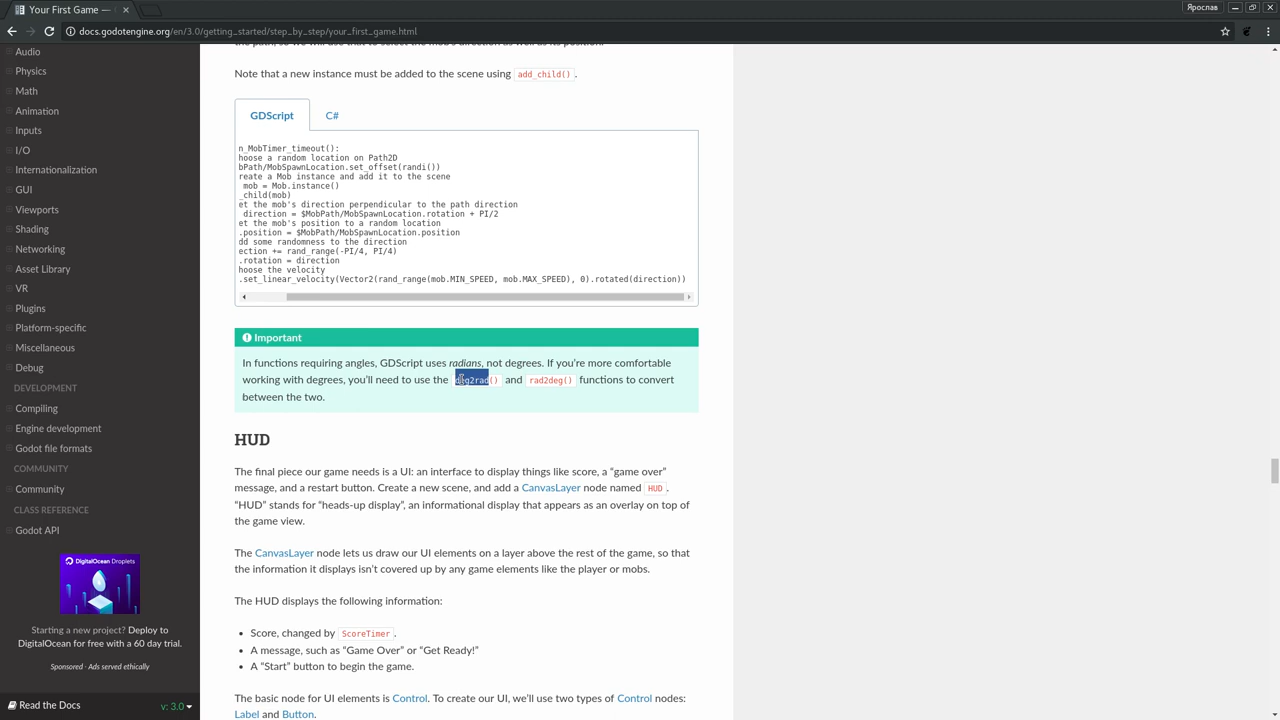 Your First Game —
Ярослав
docs.godotengine.org/en/3.0/getting_started/step_by_step/your_first_game.html
Audio
Physics
Math
Animation
Inputs
I/O
Internationalization
GUI
Viewports
Shading
Networking
Asset Library
VR
Plugins
Platform-specific
Miscellaneous
Debug
Compiling
Engine development
Godot file formats
COMMUNITY
Community
CLASS REFERENCE
Godot API
DigitalOcean Droplets
Starting a new project? Deploy to
DigitalOcean for free with a 60 day trial.
Sponsored · Ads served ethically
Read the Docs
v: 3.0
the path, so we will use that to select the mob's direction as well as its position.
Note that a new instance must be added to the scene using add_child().
GDScript
C#
n_MobTimer_timeout():
hoose a random location on Path2D
bPath/MobSpawnLocation.set_offset(randi())
reate a Mob instance and add it to the scene
mob = Mob.instance()
_child(mob)
et the mob's direction perpendicular to the path direction
direction = $MobPath/MobSpawnLocation.rotation + PI/2
et the mob's position to a random location
.position = $MobPath/MobSpawnLocation.position
dd some randomness to the direction
ection += rand_range(-PI/4, PI/4)
.rotation = direction
hoose the velocity
.set_linear_velocity(Vector2(rand_range(mob.MIN_SPEED, mob.MAX_SPEED), 0).rotated(direction))
Important
In functions requiring angles, GDScript uses radians, not degrees. If you're more comfortable
working with degrees, you'll need to use the deg2rad() and rad2deg() functions to convert
between the two.
HUD
The final piece our game needs is a UI: an interface to display things like score, a “game over”
message, and a restart button. Create a new scene, and add a CanvasLayer node named HUD.
“HUD” stands for “heads-up display”, an informational display that appears as an overlay on top of
the game view.
The CanvasLayer node lets us draw our UI elements on a layer above the rest of the game, so that
the information it displays isn't covered up by any game elements like the player or mobs.
The HUD displays the following information:
• Score, changed by ScoreTimer.
• A message, such as “Game Over” or “Get Ready!”
• A “Start” button to begin the game.
The basic node for UI elements is Control. To create our UI, we'll use two types of Control nodes:
Label and Button.